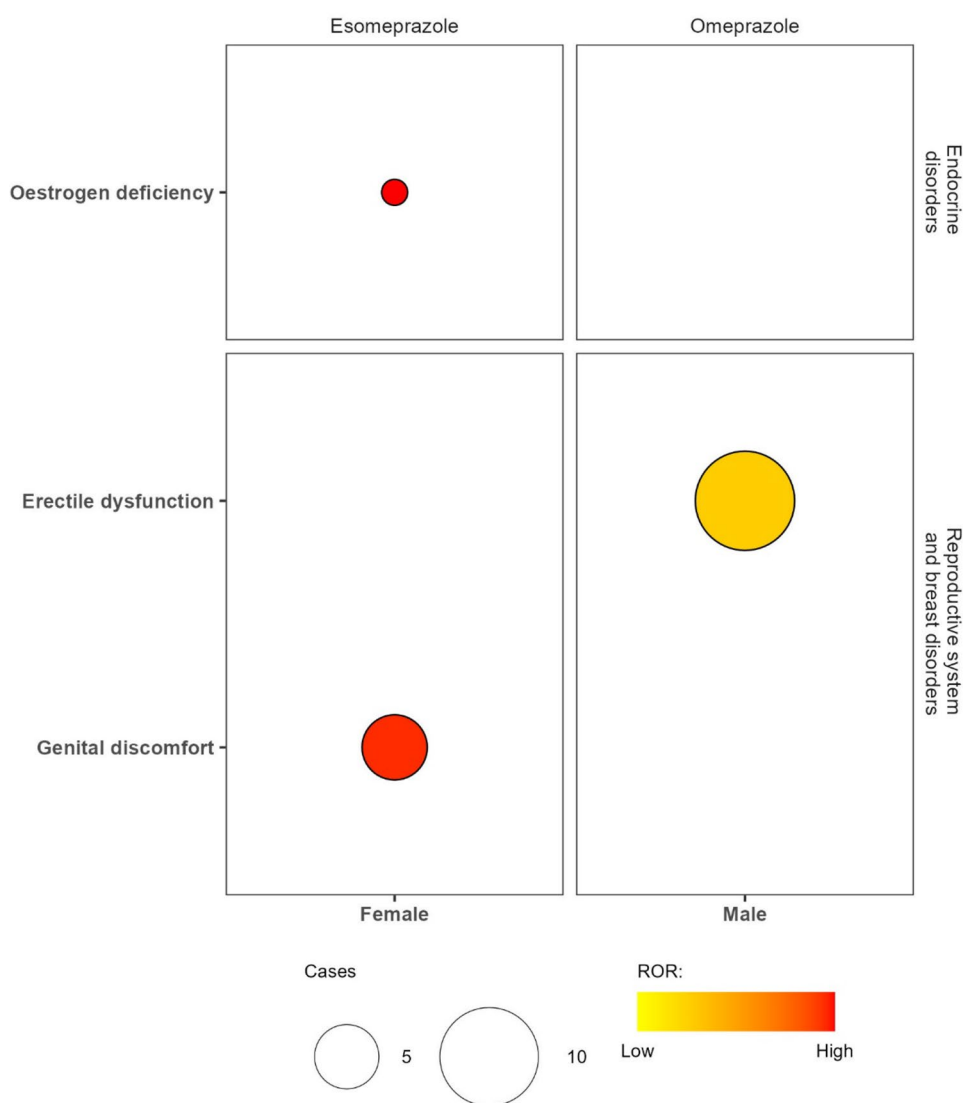 Esomeprazole
Omeprazole
Oestrogen deficiency
Endocrine
disorders
Erectile dysfunction
Genital discomfort
Reproductive system
and breast disorders
Female
Male
Cases
5
10
ROR:
Low
High